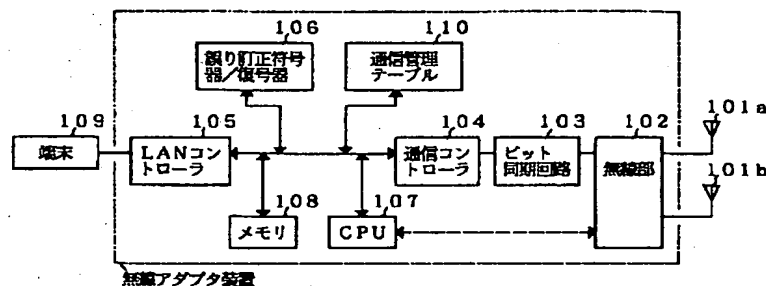 106
誤り訂正符号
器/復号器
110
通信管理
テーブル
109
端末
105
LANコン
トローラ
104
通信コン
トローラ
103
ビット
同期回路
102
無線部
101a
101b
108
メモリ
107
CPU
無線アダプタ装置